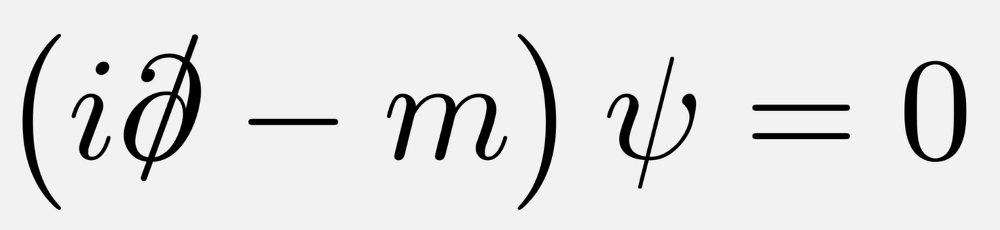 (i∂̸ − m) ψ = 0